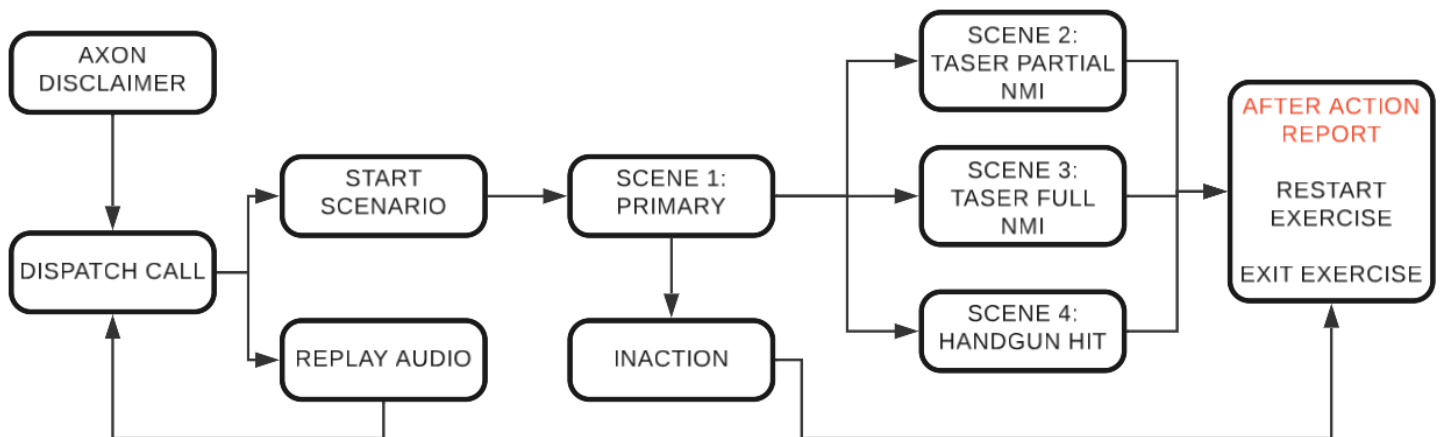 AXON
DISCLAIMER
DISPATCH CALL
START
SCENARIO
REPLAY AUDIO
SCENE 1:
PRIMARY
INACTION
SCENE 2:
TASER PARTIAL
NMI
SCENE 3:
TASER FULL
NMI
SCENE 4:
HANDGUN HIT
AFTER ACTION
REPORT
RESTART
EXERCISE
EXIT EXERCISE